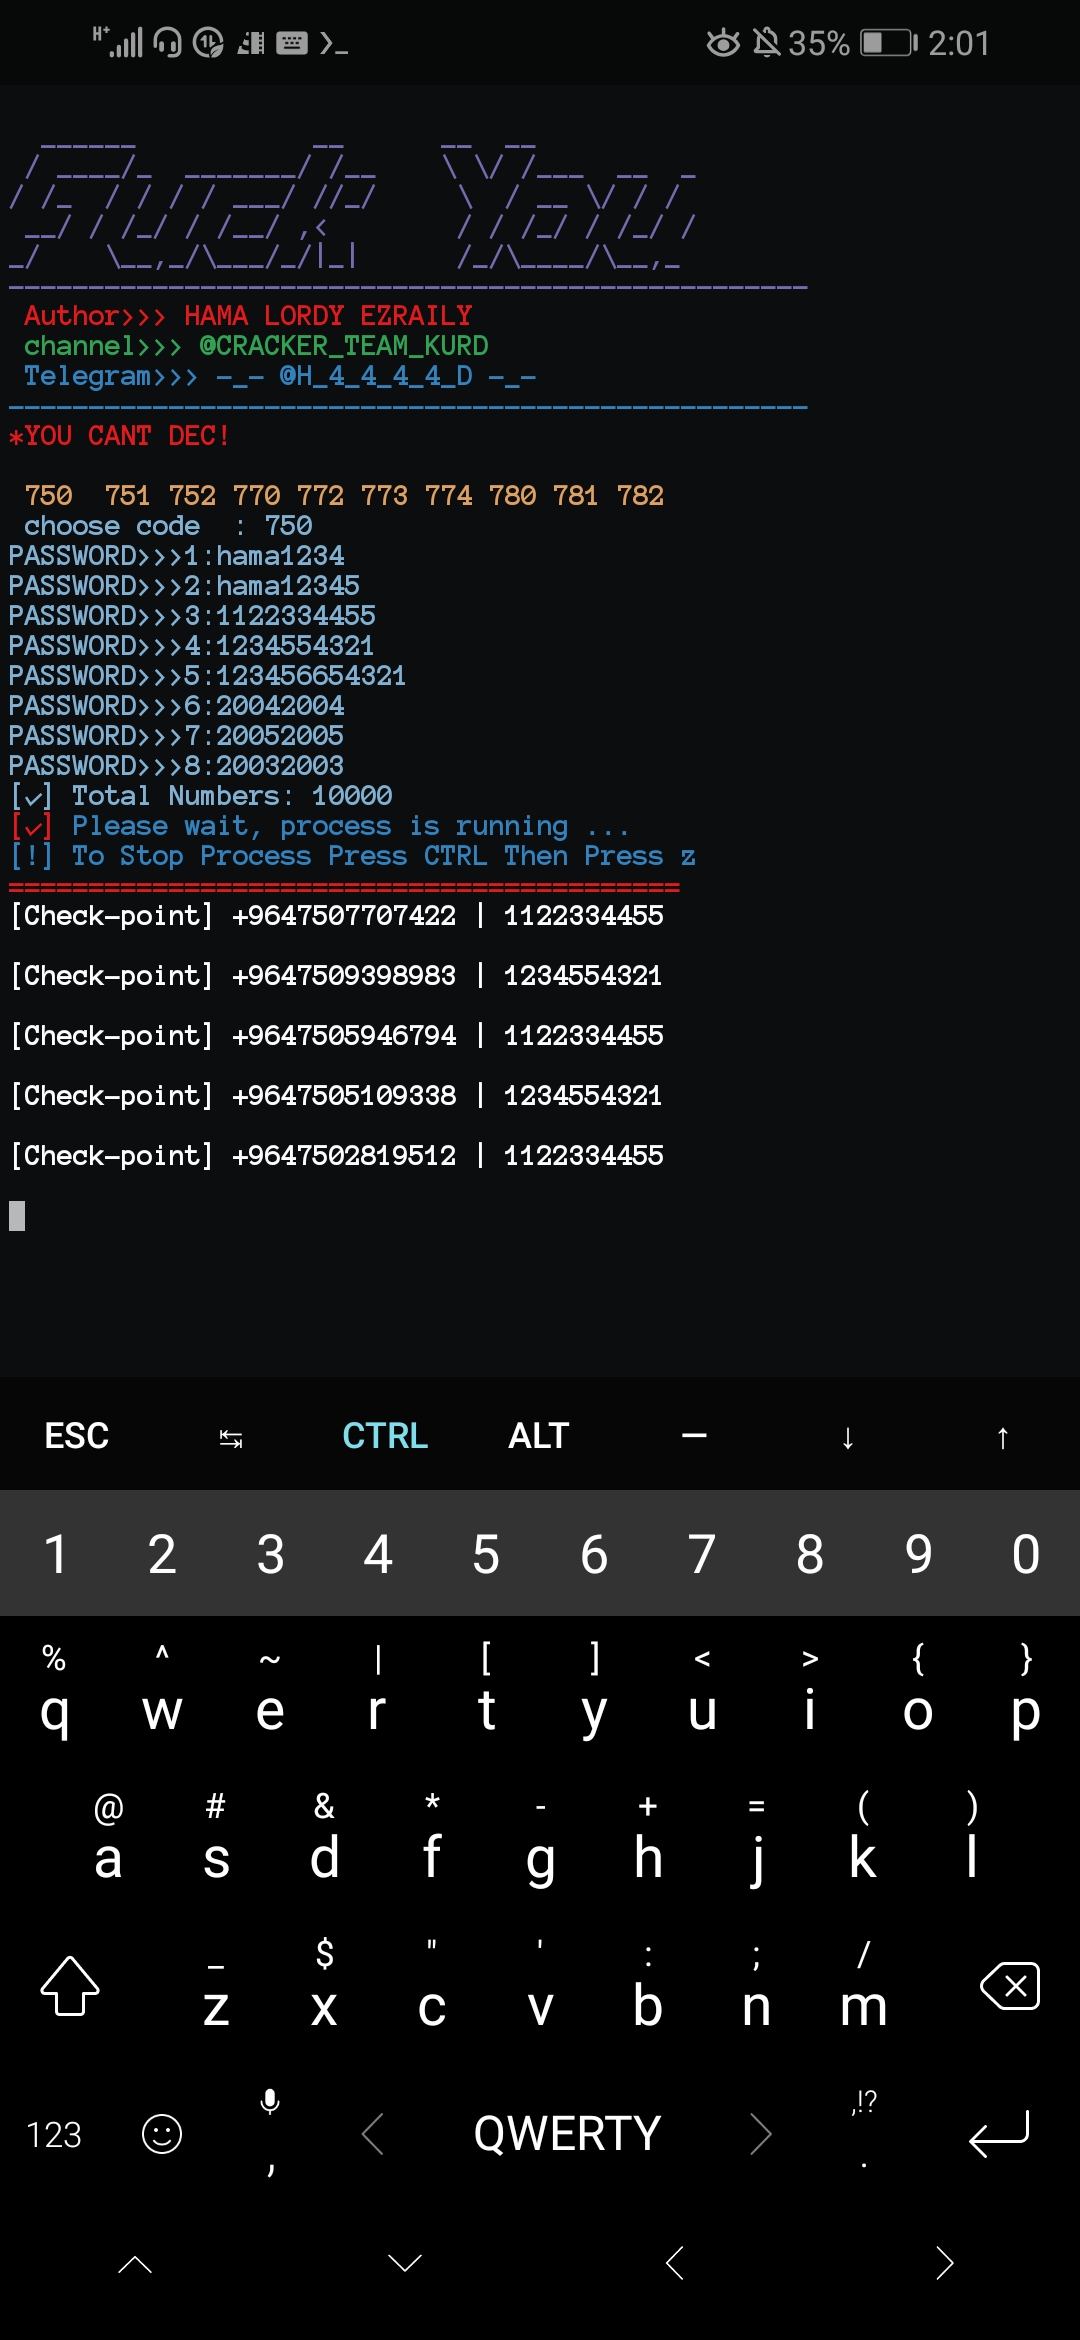 H+ 35% 2:01
Fuck You
Author>>> HAMA LORDY EZRAILY
channel>>> @CRACKER_TEAM_KURD
Telegram>>> -_- @H_4_4_4_4_D -_-
*YOU CANT DEC!
750 751 752 770 772 773 774 780 781 782
choose code : 750
PASSWORD>>>1:hama1234
PASSWORD>>>2:hama12345
PASSWORD>>>3:1122334455
PASSWORD>>>4:1234554321
PASSWORD>>>5:123456654321
PASSWORD>>>6:20042004
PASSWORD>>>7:20052005
PASSWORD>>>8:20032003
[✓] Total Numbers: 10000
[✓] Please wait, process is running ...
[!] To Stop Process Press CTRL Then Press z
==========================================
[Check-point] +9647507707422 | 1122334455
[Check-point] +9647509398983 | 1234554321
[Check-point] +9647505946794 | 1122334455
[Check-point] +9647505109338 | 1234554321
[Check-point] +9647502819512 | 1122334455
ESC ↹ CTRL ALT — ↓ ↑
1 2 3 4 5 6 7 8 9 0
% ^ ~ | [ ] < > { }
q w e r t y u i o p
@ # & * - + = ( )
a s d f g h j k l
_ $ " ' : ; /
z x c v b n m
,!?
123 , QWERTY .